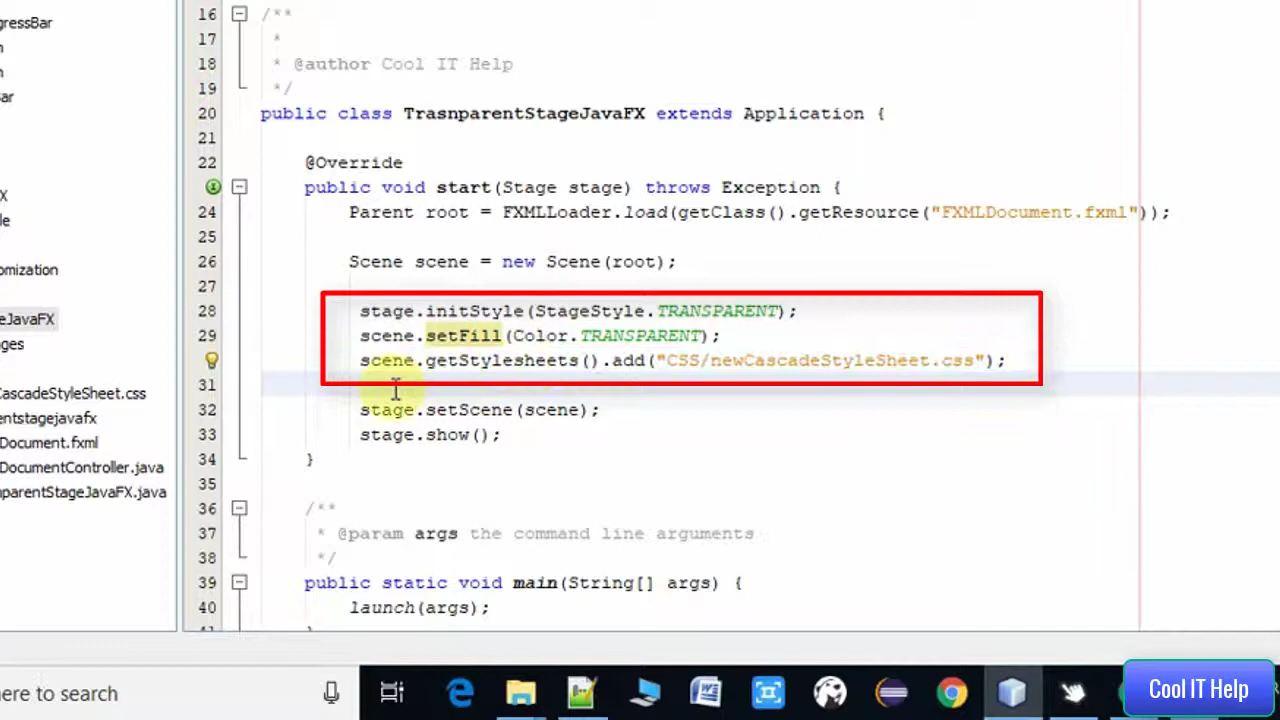 gressBar
ar
X
le
omization
eJavaFX
ges
CascadeStyleSheet.css
entstagejavafx
Document.fxml
DocumentController.java
parentStageJavaFX.java
16 /**
17 *
18 * @author Cool IT Help
19 */
20 public class TrasnparentStageJavaFX extends Application {
21
22 @Override
public void start(Stage stage) throws Exception {
24 Parent root = FXMLLoader.load(getClass().getResource("FXMLDocument.fxml"));
25
26 Scene scene = new Scene(root);
27
28 stage.initStyle(StageStyle.TRANSPARENT);
29 scene.setFill(Color.TRANSPARENT);
scene.getStylesheets().add("CSS/newCascadeStyleSheet.css");
31
32 stage.setScene(scene);
33 stage.show();
34 }
35
36 /**
37 * @param args the command line arguments
38 */
39 public static void main(String[] args) {
40 launch(args);
ere to search
Cool IT Help